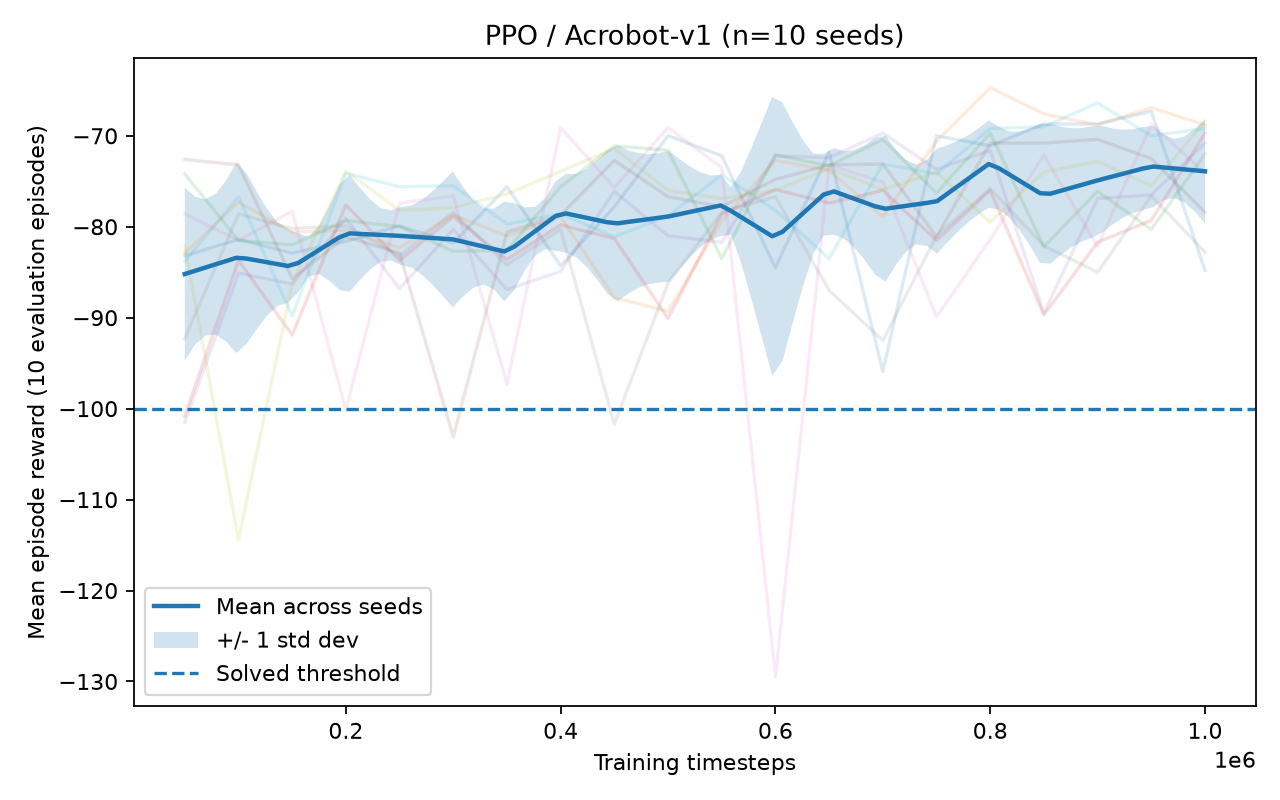 PPO / Acrobot-v1 (n=10 seeds)
Mean episode reward (10 evaluation episodes)
−70
−80
−90
−100
−110
−120
−130
Mean across seeds
+/- 1 std dev
Solved threshold
0.2
0.4
0.6
0.8
1.0
1e6
Training timesteps